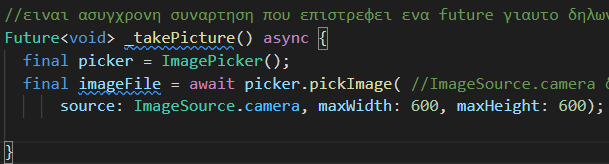 //ειναι ασυγχρονη συναρτηση που επιστρεφει ενα future γιαυτο δηλων
Future<void> _takePicture() async {
final picker = ImagePicker();
final imageFile = await picker.pickImage( //ImageSource.camera
source: ImageSource.camera, maxWidth: 600, maxHeight: 600);
}